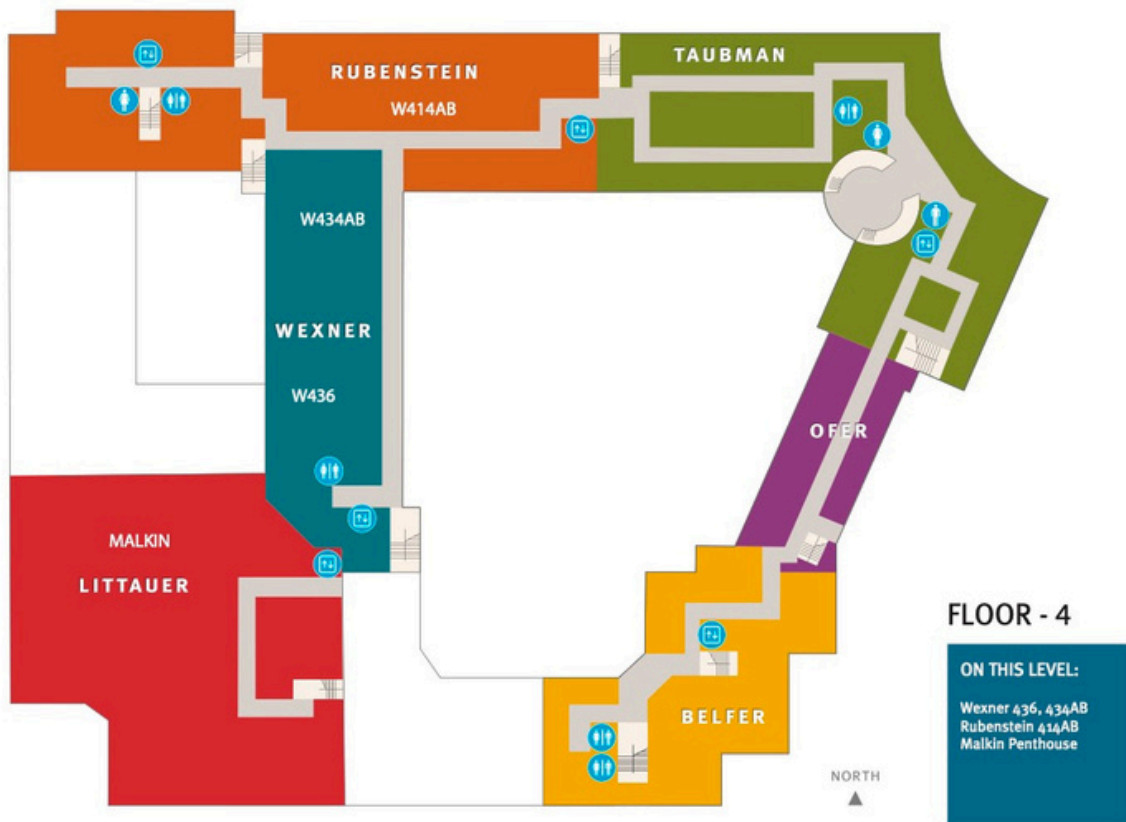 TAUBMAN
RUBENSTEIN
W414AB
W434AB
WEXNER
W436
OFER
MALKIN
LITTAUER
BELFER
FLOOR - 4
ON THIS LEVEL:
Wexner 436, 434AB
Rubenstein 414AB
Malkin Penthouse
NORTH